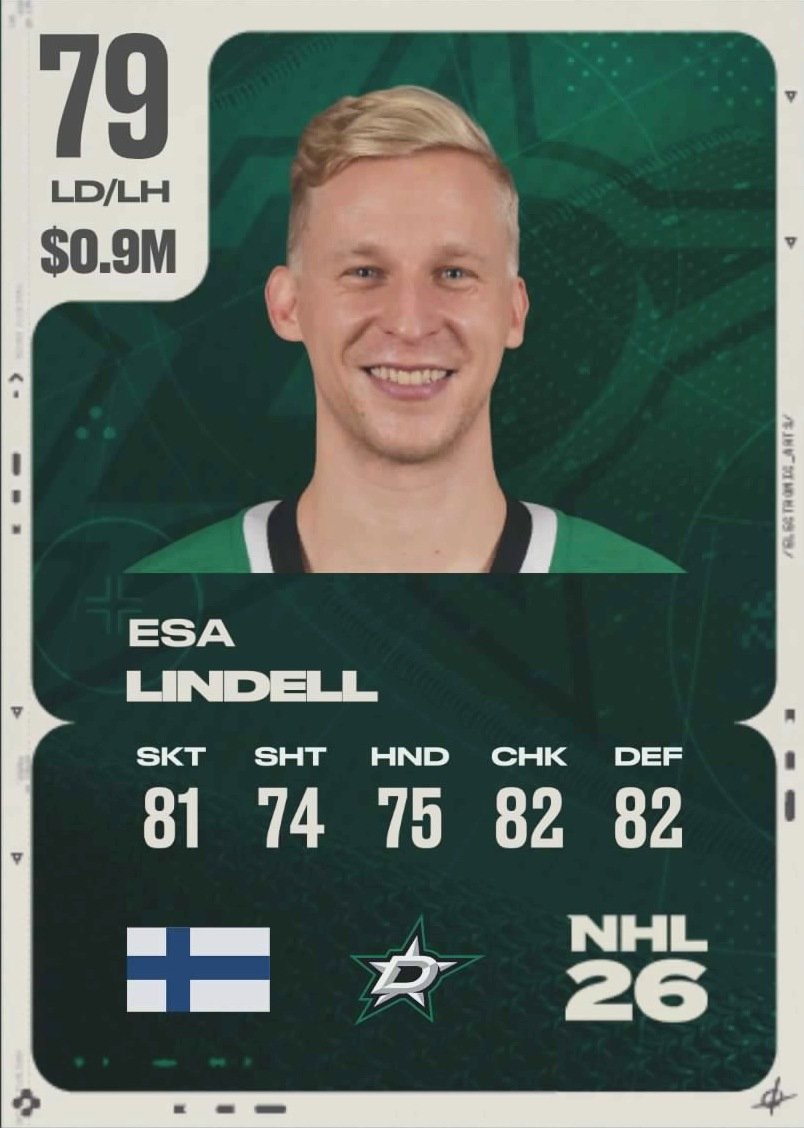 79
LD/LH
$0.9M
ESA
LINDELL
SKT SHT HND CHK DEF
81 74 75 82 82
D
NHL
26
/ELECTRONIC_ARTS/